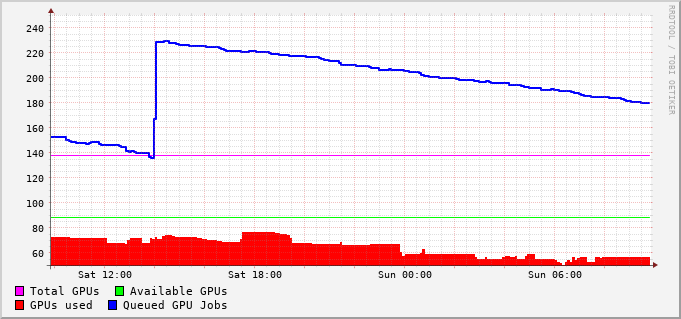 240
220
200
180
160
140
120
100
80
60
Sat 12:00 Sat 18:00 Sun 00:00 Sun 06:00
Total GPUs Available GPUs
GPUs used Queued GPU Jobs
RRDTOOL / TOBI OETIKER